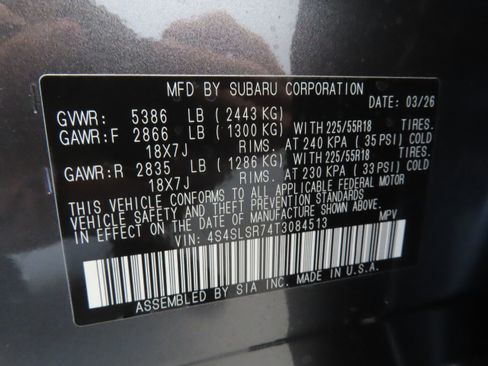 MFD BY SUBARU CORPORATION
DATE: 03/26
GVWR: 5386 LB (2443 KG)
GAWR:F 2866 LB (1300 KG) WITH 225/55R18 TIRES.
18X7J RIMS. AT 240 KPA (35 PSI) COLD
GAWR:R 2835 LB (1286 KG) WITH 225/55R18 TIRES.
18X7J RIMS. AT 230 KPA (33 PSI) COLD
THIS VEHICLE CONFORMS TO ALL APPLICABLE FEDERAL MOTOR
VEHICLE SAFETY AND THEFT PREVENTION STANDARDS
IN EFFECT ON THE DATE OF MANUFACTURE SHOWN ABOVE.
VIN: 4S4SLSR74T3084513 MPV
ASSEMBLED BY SIA INC. MADE IN U.S.A.